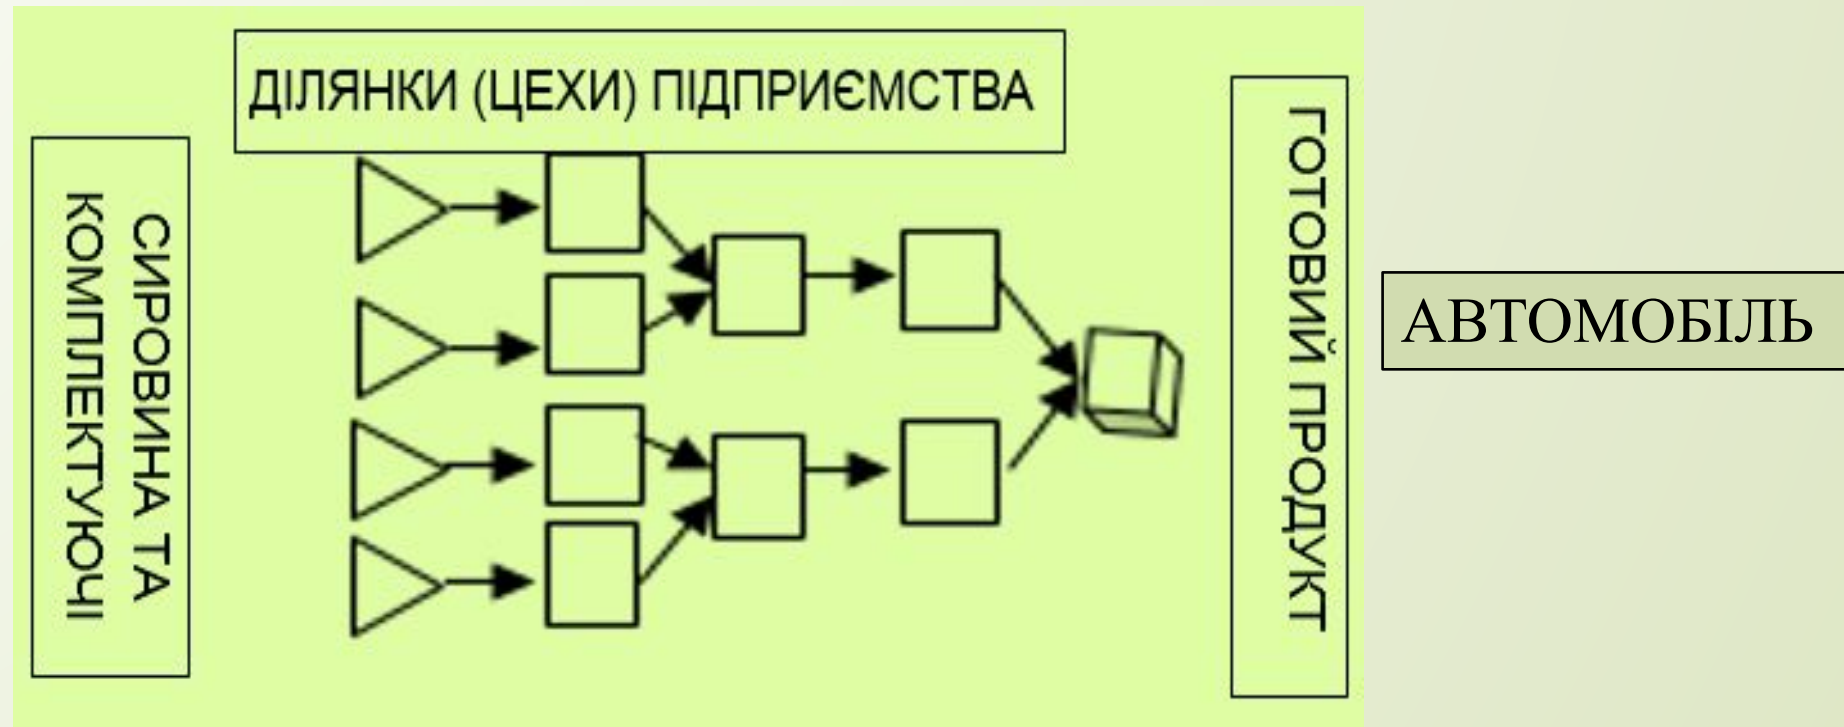 ДІЛЯНКИ (ЦЕХИ) ПІДПРИЄМСТВА
СИРОВИНА ТА
КОМПЛЕКТУЮЧІ
ГОТОВИЙ ПРОДУКТ
АВТОМОБІЛЬ